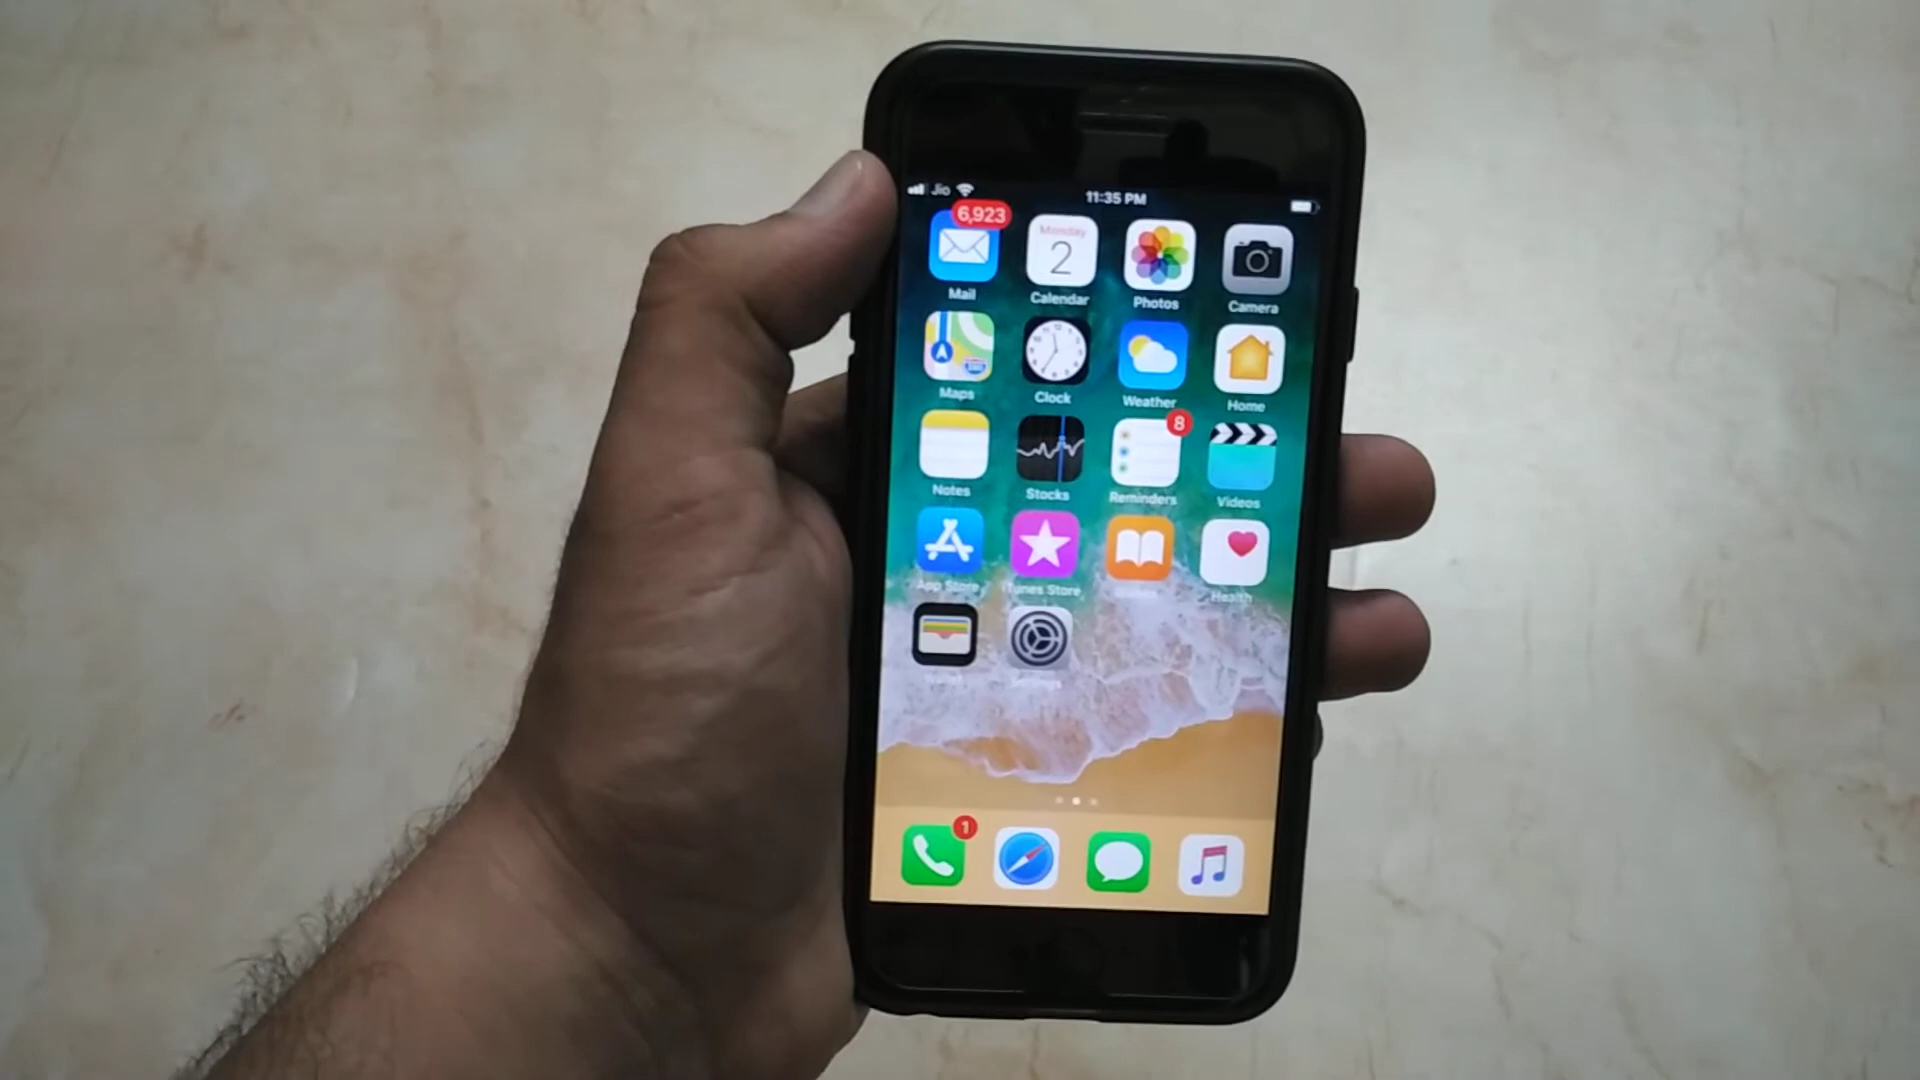 Jio 11:35 PM
6,923
Monday
2
Mail Calendar Photos Camera
Maps Clock Weather Home
8
Notes Stocks Reminders Videos
App Store iTunes Store Health
1